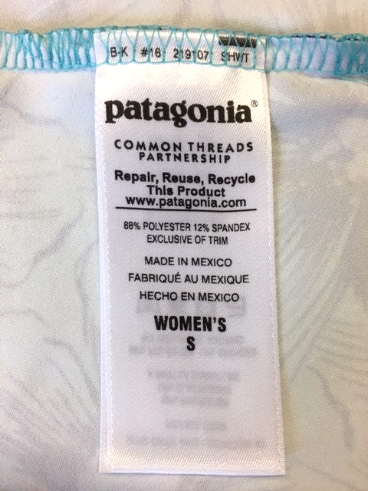 B-K #16 219107 SHWT
patagonia®
COMMON THREADS
PARTNERSHIP
Repair, Reuse, Recycle
This Product
www.patagonia.com
88% POLYESTER 12% SPANDEX
EXCLUSIVE OF TRIM
MADE IN MEXICO
FABRIQUÉ AU MEXIQUE
HECHO EN MEXICO
WOMEN'S
S